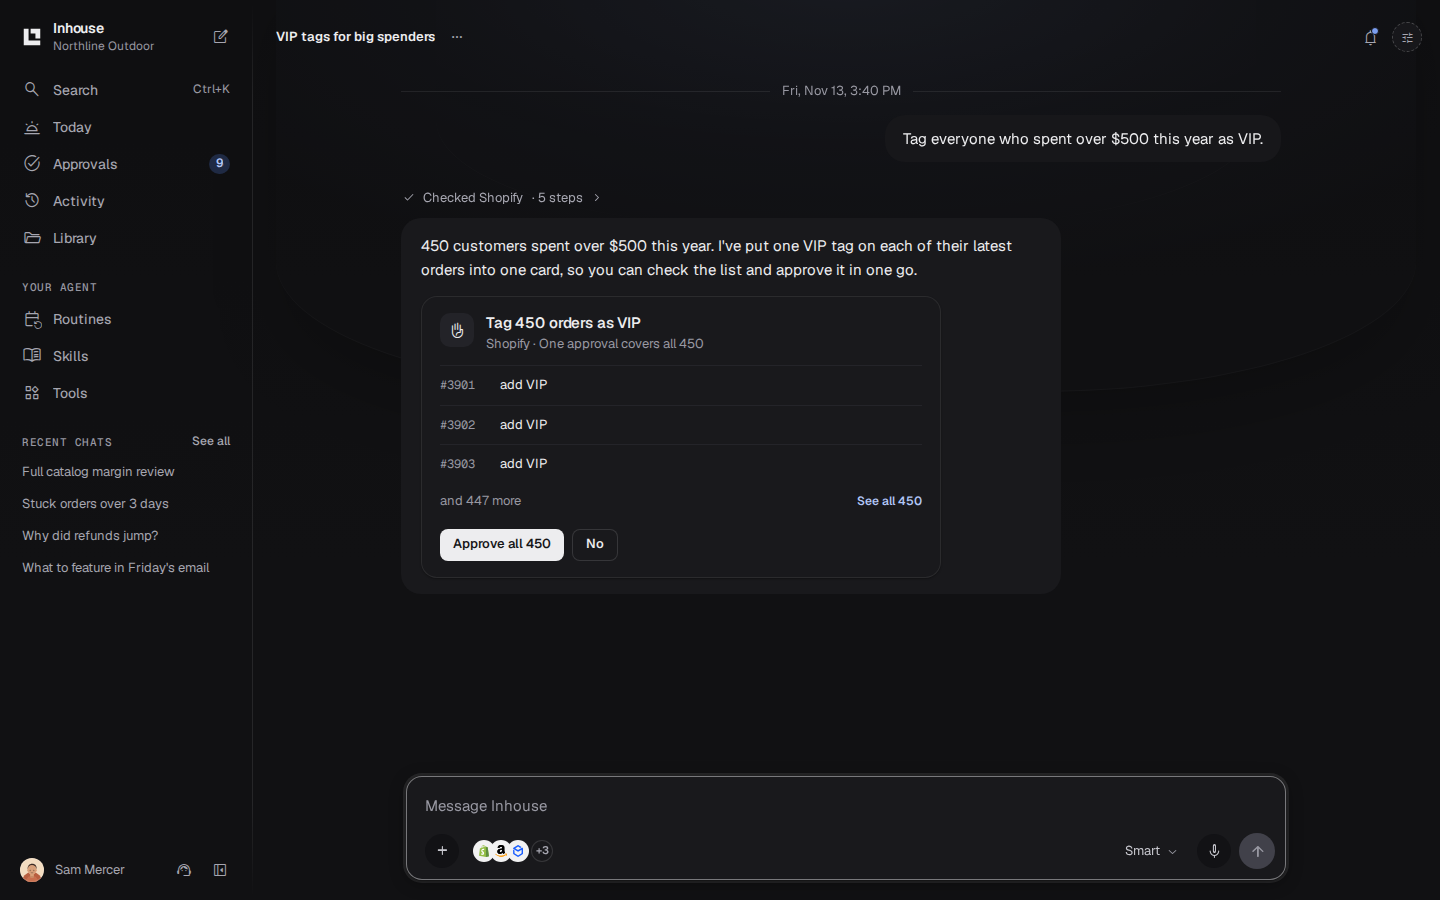 Inhouse
Northline Outdoor
Search Ctrl+K
Today
Approvals 9
Activity
Library
YOUR AGENT
Routines
Skills
Tools
RECENT CHATS See all
Full catalog margin review
Stuck orders over 3 days
Why did refunds jump?
What to feature in Friday's email
Sam Mercer
VIP tags for big spenders
Fri, Nov 13, 3:40 PM
Tag everyone who spent over $500 this year as VIP.
Checked Shopify · 5 steps
450 customers spent over $500 this year. I've put one VIP tag on each of their latest
orders into one card, so you can check the list and approve it in one go.
Tag 450 orders as VIP
Shopify · One approval covers all 450
#3901 add VIP
#3902 add VIP
#3903 add VIP
and 447 more See all 450
Approve all 450 No
Message Inhouse
+3 Smart